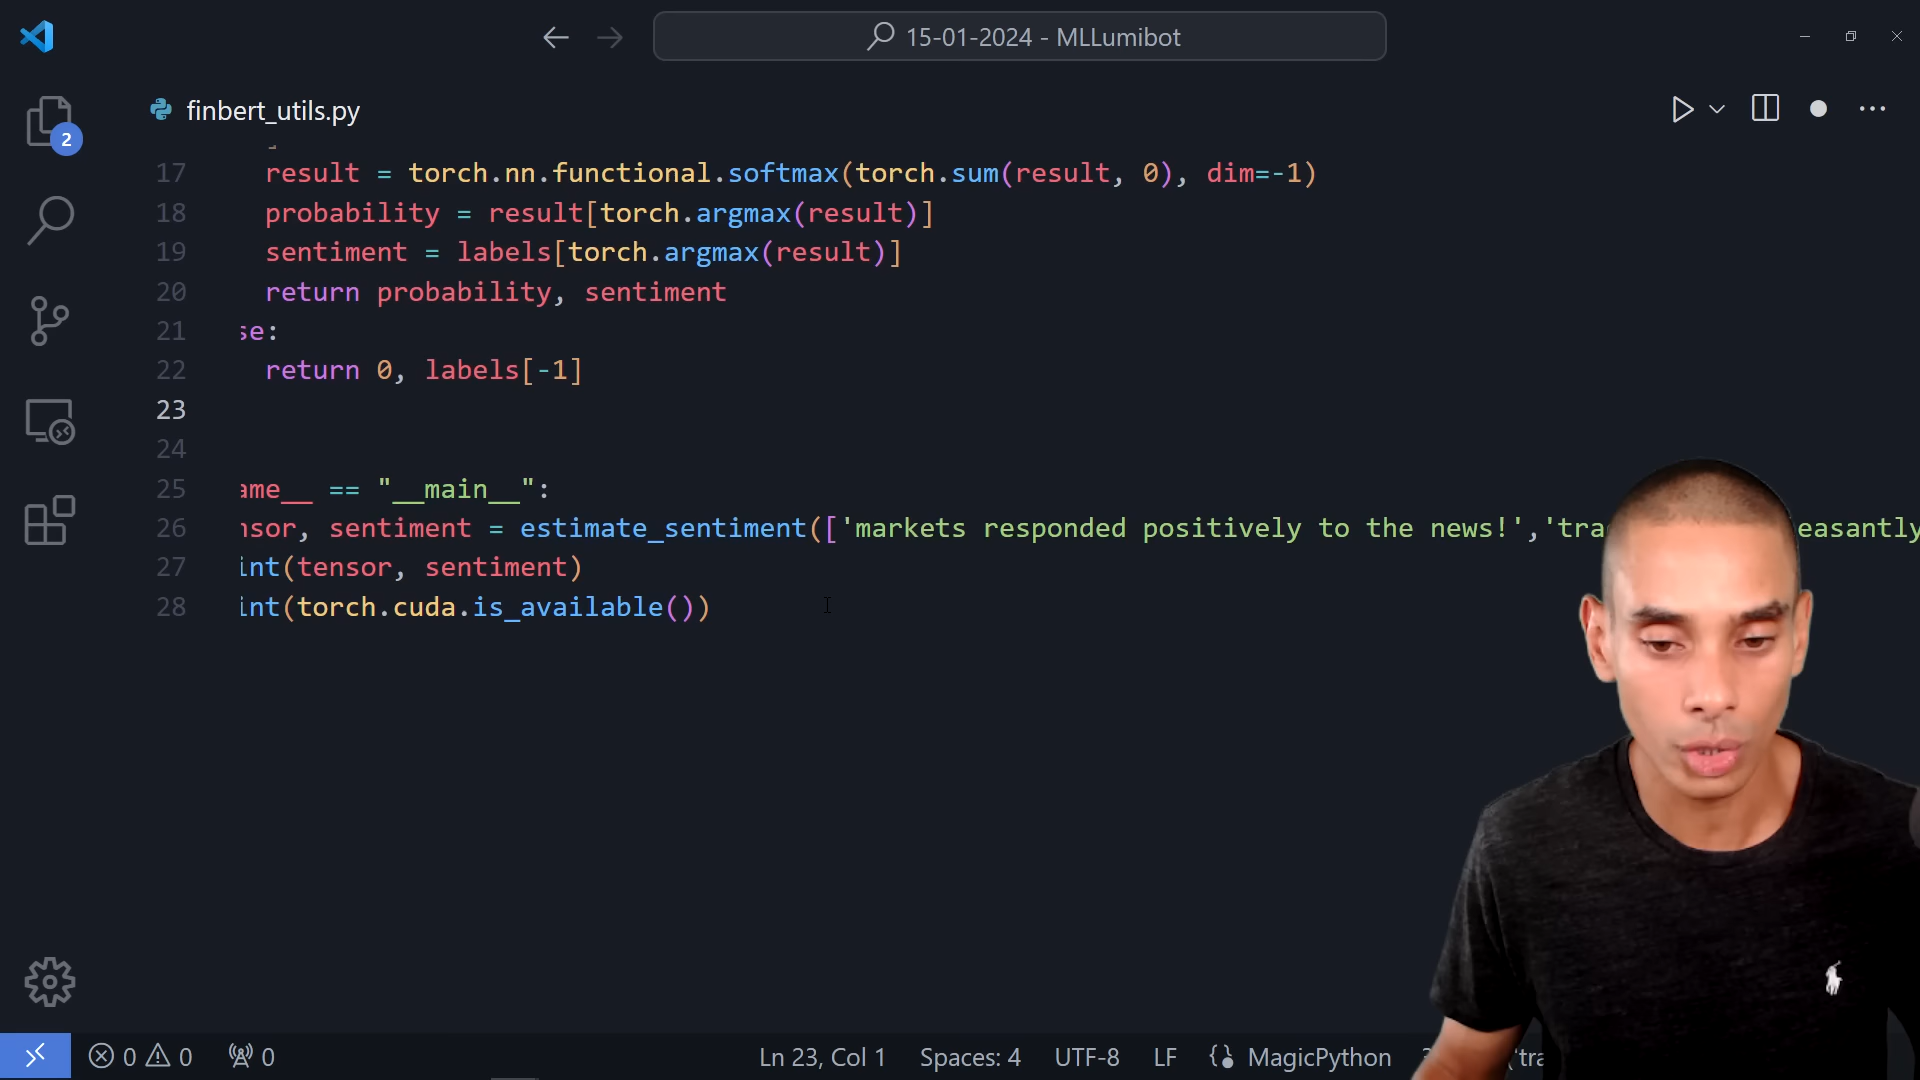 15-01-2024 - MLLumibot
finbert_utils.py
2
17 result = torch.nn.functional.softmax(torch.sum(result, 0), dim=-1)
18 probability = result[torch.argmax(result)]
19 sentiment = labels[torch.argmax(result)]
20 return probability, sentiment
21 se:
22 return 0, labels[-1]
23
24
25 ame__ == "__main__":
26 nsor, sentiment = estimate_sentiment(['markets responded positively to the news!','tra easantly
27 int(tensor, sentiment)
28 int(torch.cuda.is_available())
0 0 0 Ln 23, Col 1 Spaces: 4 UTF-8 LF MagicPython ('tra